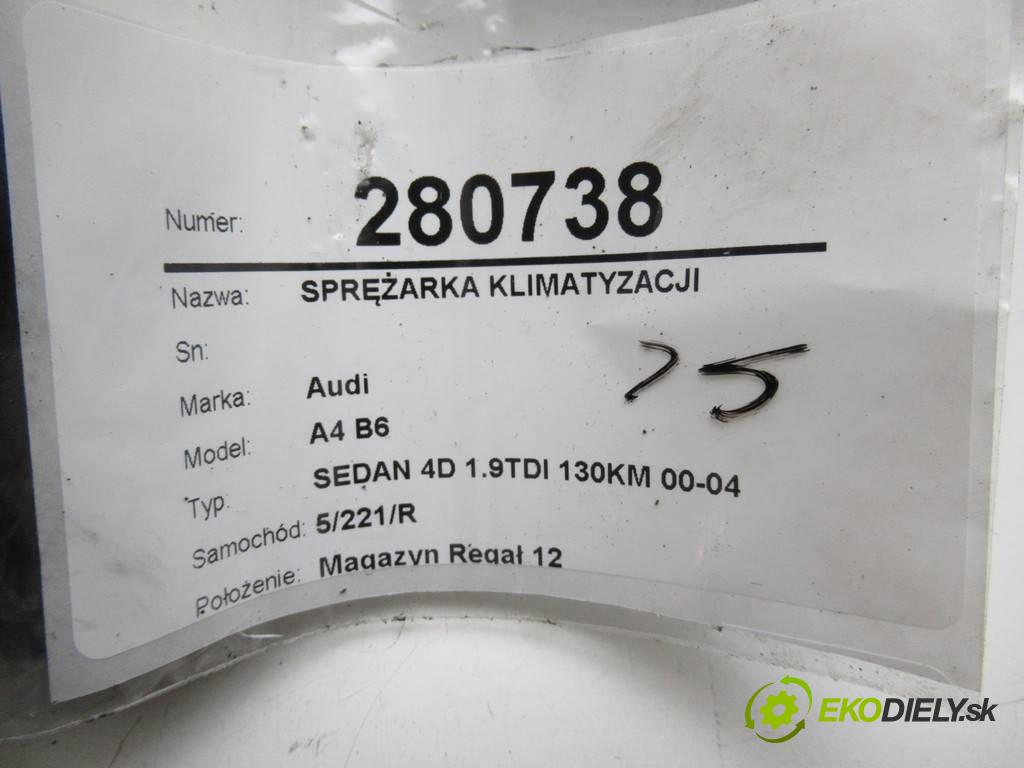 Numer: 280738
Nazwa: SPRĘŻARKA KLIMATYZACJI
Sn:
75
Marka: Audi
Model: A4 B6
Typ: SEDAN 4D 1.9TDI 130KM 00-04
Samochód: 5/221/R
Położenie: Magazyn Regał 12
EKODIELY.sk